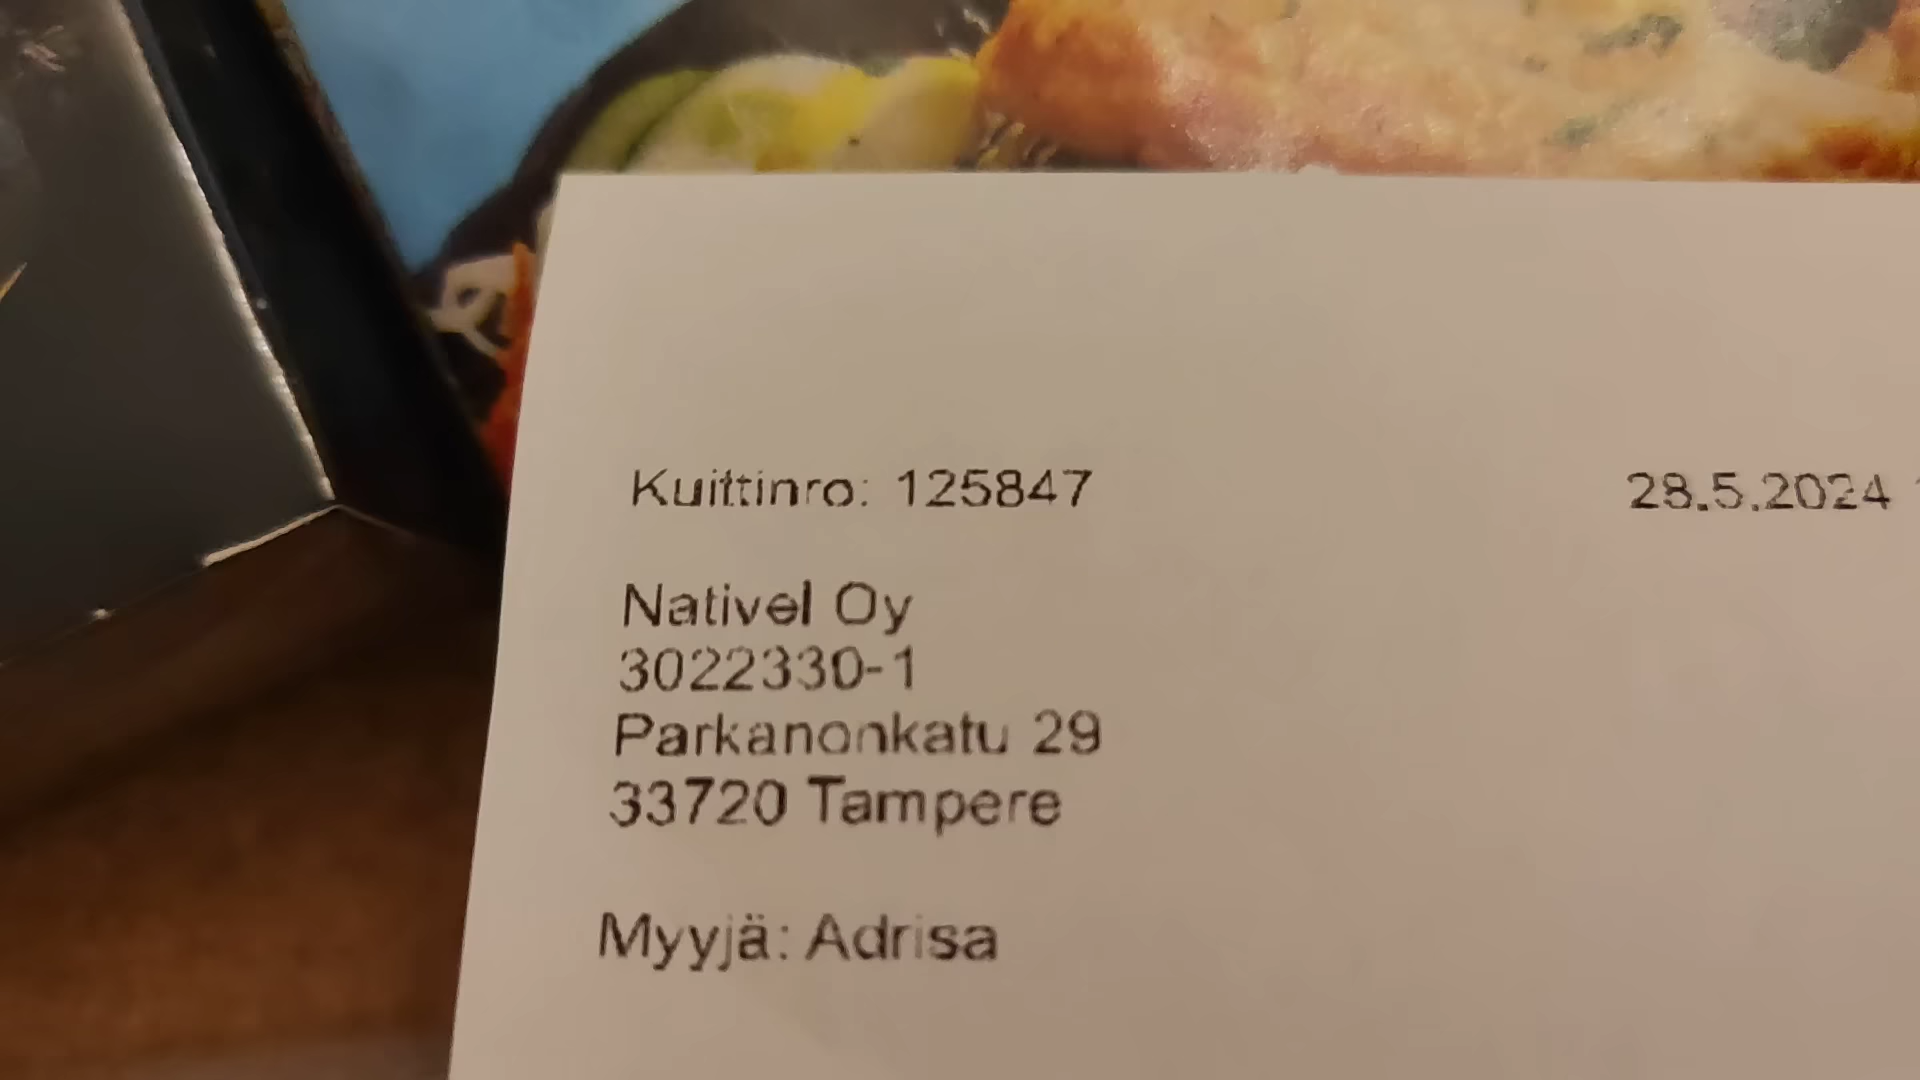 Kuittinro: 125847 28.5.2024
Nativel Oy
3022330-1
Parkanonkatu 29
33720 Tampere
Myyjä: Adrisa